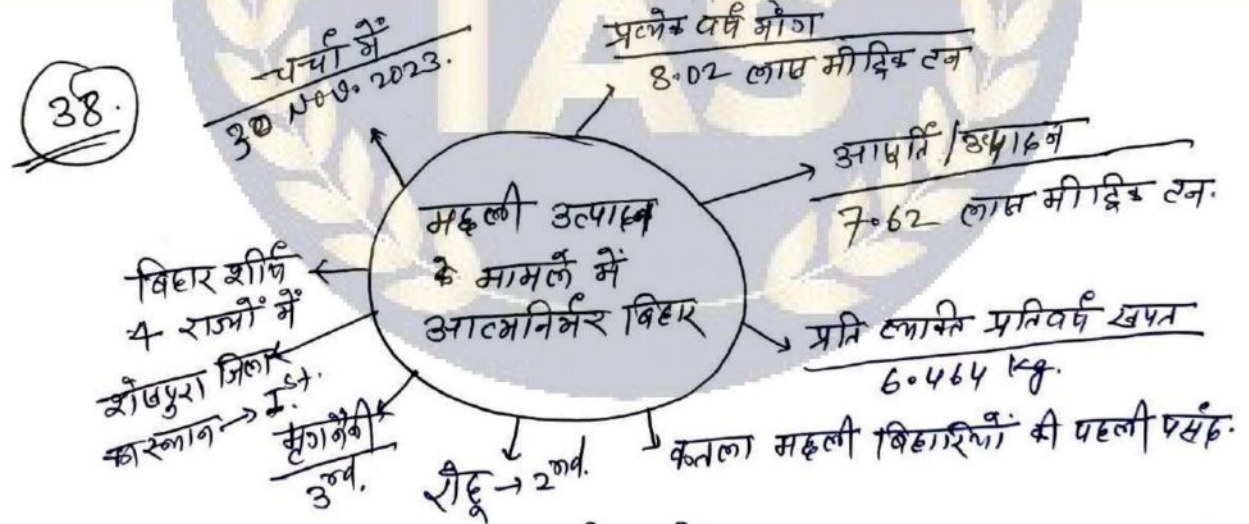 38.
चर्चा में
30 Nov. 2023.
प्रत्येक वर्ष मांग
8.02 लाख मीट्रिक टन
आपूर्ति / उत्पादन
7.62 लाख मीट्रिक टन.
मछली उत्पादन
के मामले में
आत्मनिर्भर बिहार
बिहार शीर्ष
4 राज्यों में
शेखपुरा जिला
का स्थान → Ist.
मृगनैनी
3rd.
रोहू → 2nd.
कतला मछली बिहारियों की पहली पसंद.
प्रति व्यक्ति प्रतिवर्ष खपत
6.464 kg.
IAS